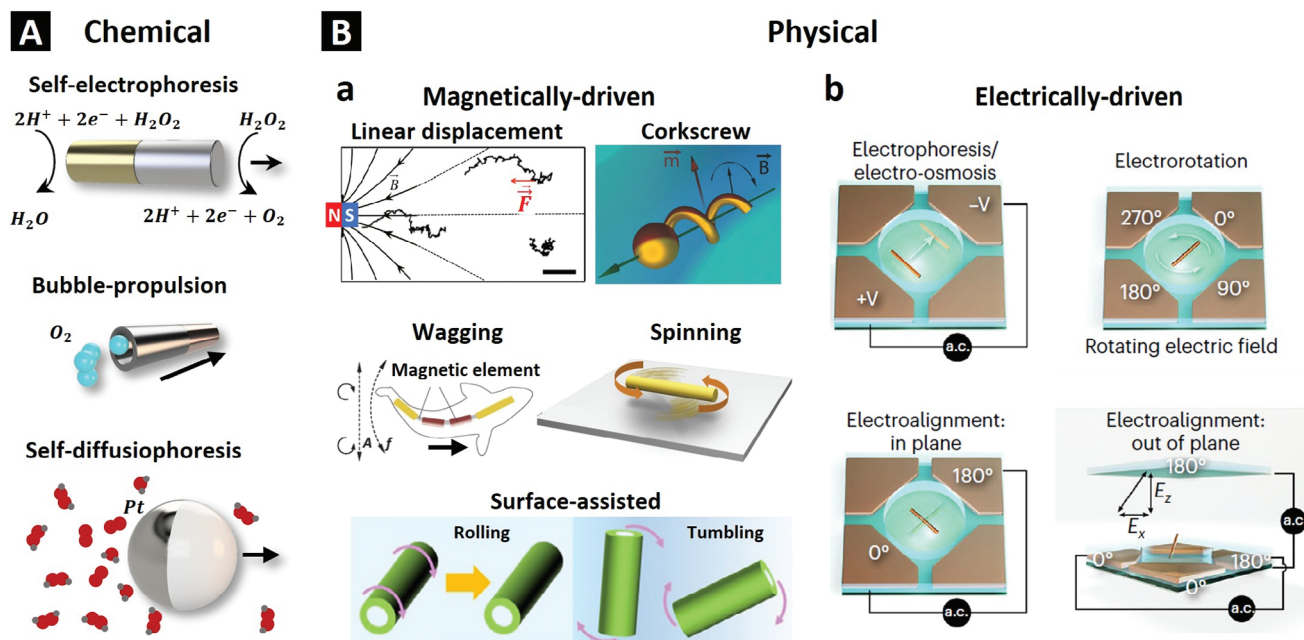 A Chemical
Self-electrophoresis
2H⁺ + 2e⁻ + H₂O₂
H₂O₂
H₂O
2H⁺ + 2e⁻ + O₂
Bubble-propulsion
O₂
Self-diffusiophoresis
Pt
B Physical
a Magnetically-driven
Linear displacement
B
N S
F
Corkscrew
m
B
Wagging
Magnetic element
A f
Spinning
Surface-assisted
Rolling
Tumbling
b Electrically-driven
Electrophoresis/
electro-osmosis
–V
+V
a.c.
Electrorotation
270° 0°
180° 90°
a.c.
Rotating electric field
Electroalignment:
in plane
180°
0°
a.c.
Electroalignment:
out of plane
180°
E_z
E_x
a.c.
0° 180°
0°
a.c.